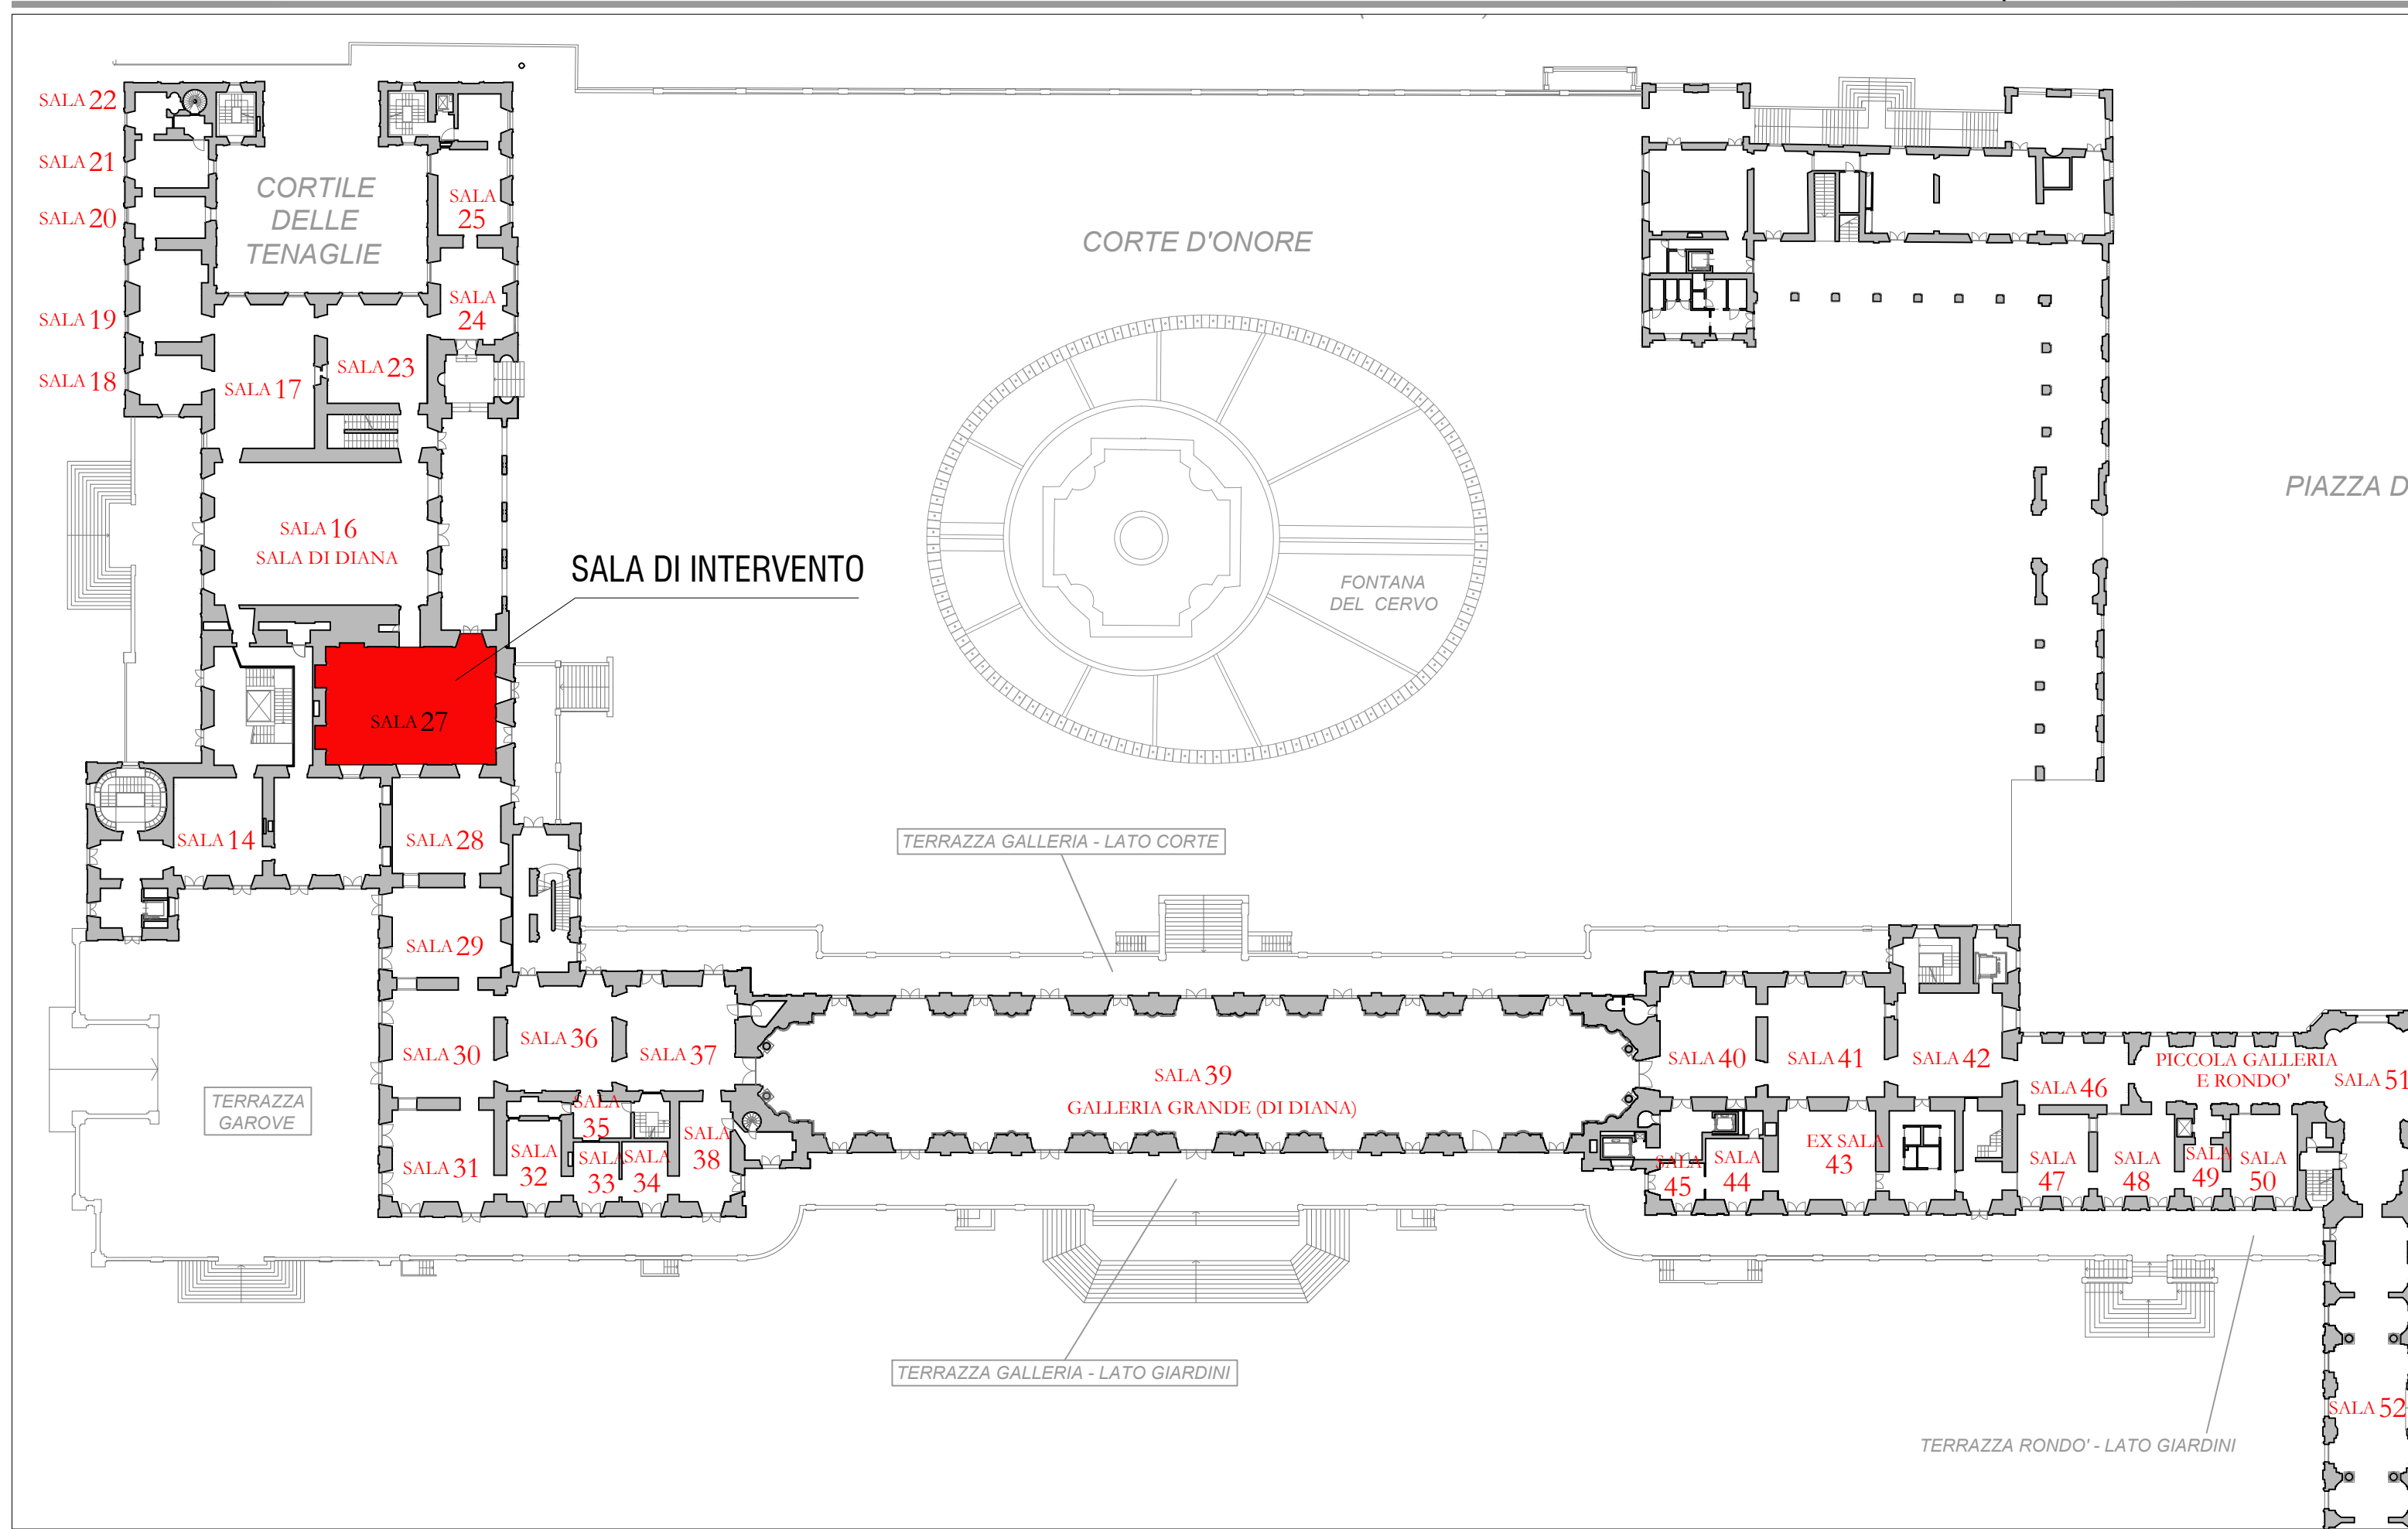 SALA 22
SALA 21
SALA 20
SALA 19
SALA 18
CORTILE
DELLE
TENAGLIE
SALA
25
SALA
24
SALA 23
SALA 17
SALA 16
SALA DI DIANA
SALA DI INTERVENTO
SALA 27
CORTE D'ONORE
FONTANA
DEL CERVO
PIAZZA D
SALA 14
SALA 28
SALA 29
TERRAZZA GALLERIA - LATO CORTE
SALA 30
SALA 36
SALA 37
SALA
35
SALA 31
SALA
32
SALA
33
SALA
34
SALA
38
TERRAZZA
GAROVE
SALA 39
GALLERIA GRANDE (DI DIANA)
SALA 40
SALA 41
SALA 42
SALA
45
SALA
44
EX SALA
43
SALA 46
PICCOLA GALLERIA
E RONDO'
SALA 51
SALA
47
SALA
48
SALA
49
SALA
50
TERRAZZA GALLERIA - LATO GIARDINI
SALA 52
TERRAZZA RONDO' - LATO GIARDINI